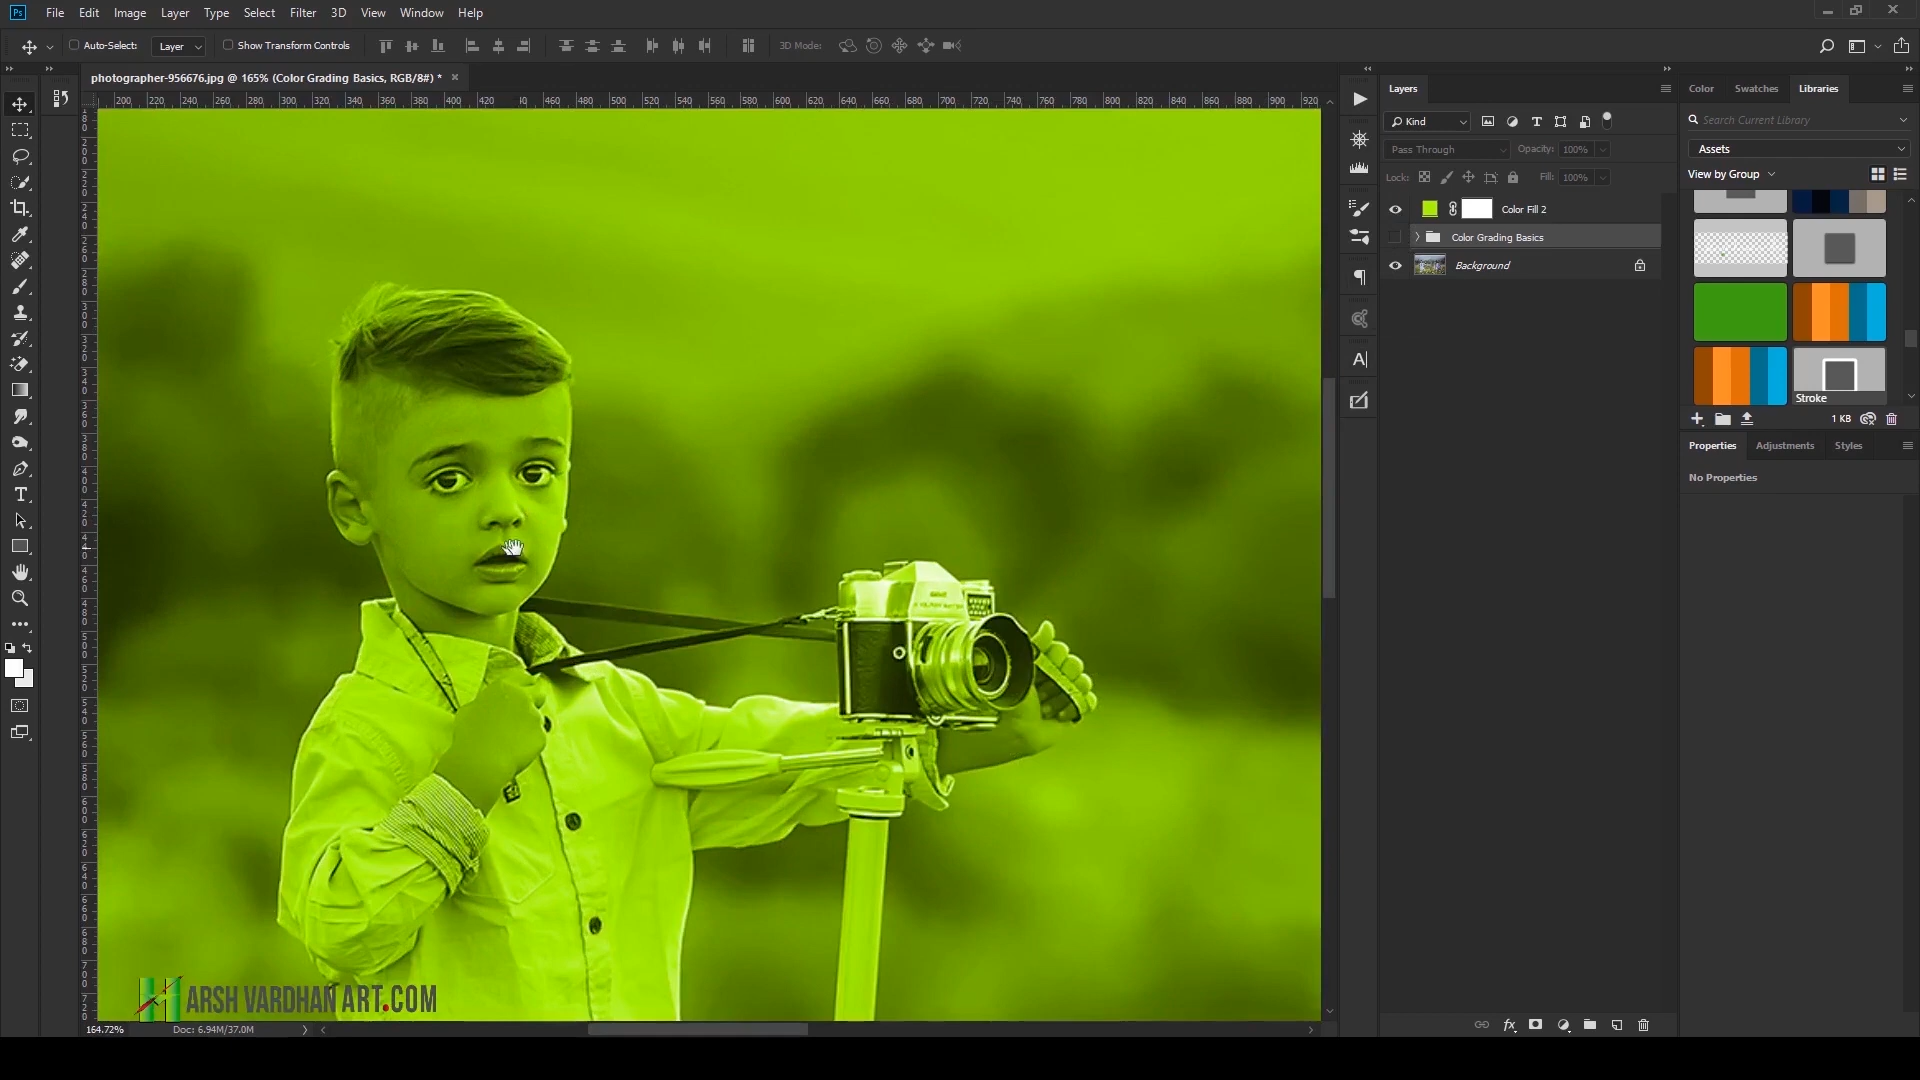 Ps File Edit Image Layer Type Select Filter 3D View Window Help
Auto-Select: Layer Show Transform Controls 3D Mode:
photographer-956676.jpg @ 165% (Color Grading Basics, RGB/8#) * ×
200 220 240 260 280 300 320 340 360 380 400 420 460 480 500 520 540 560 580 600 620 640 660 680 700 720 740 760 780 800 820 840 860 880 900 920
Layers
Kind
Pass Through Opacity: 100%
Lock: Fill: 100%
Color Fill 2
Color Grading Basics
Background
Color Swatches Libraries
Search Current Library
Assets
View by Group
Stroke
1 KB
Properties Adjustments Styles
No Properties
ARSH VARDHAN ART.COM
164.72% Doc: 6.94M/37.0M